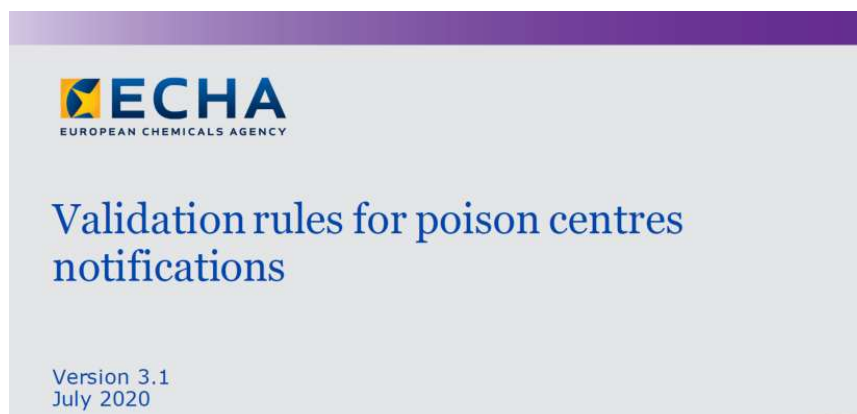 ECHA
EUROPEAN CHEMICALS AGENCY
Validation rules for poison centres
notifications
Version 3.1
July 2020